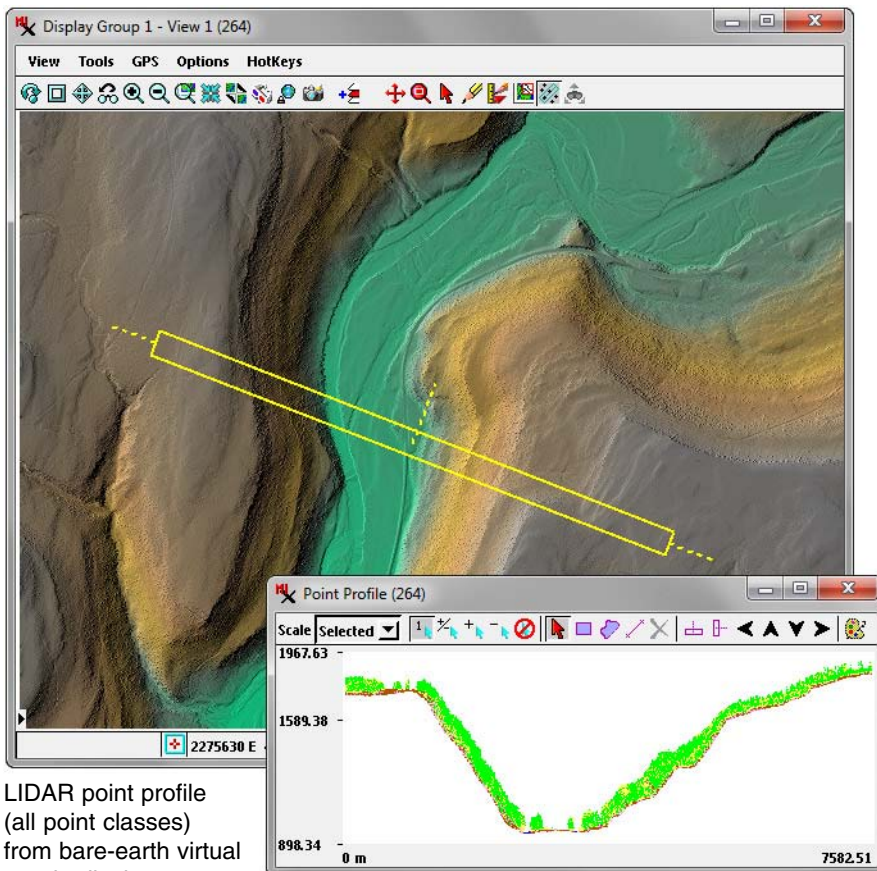 Display Group 1 - View 1 (264)
View Tools GPS Options HotKeys
2275630 E
Point Profile (264)
Scale Selected
1967.63
1589.38
898.34
0 m
7582.51
LIDAR point profile
(all point classes)
from bare-earth virtual